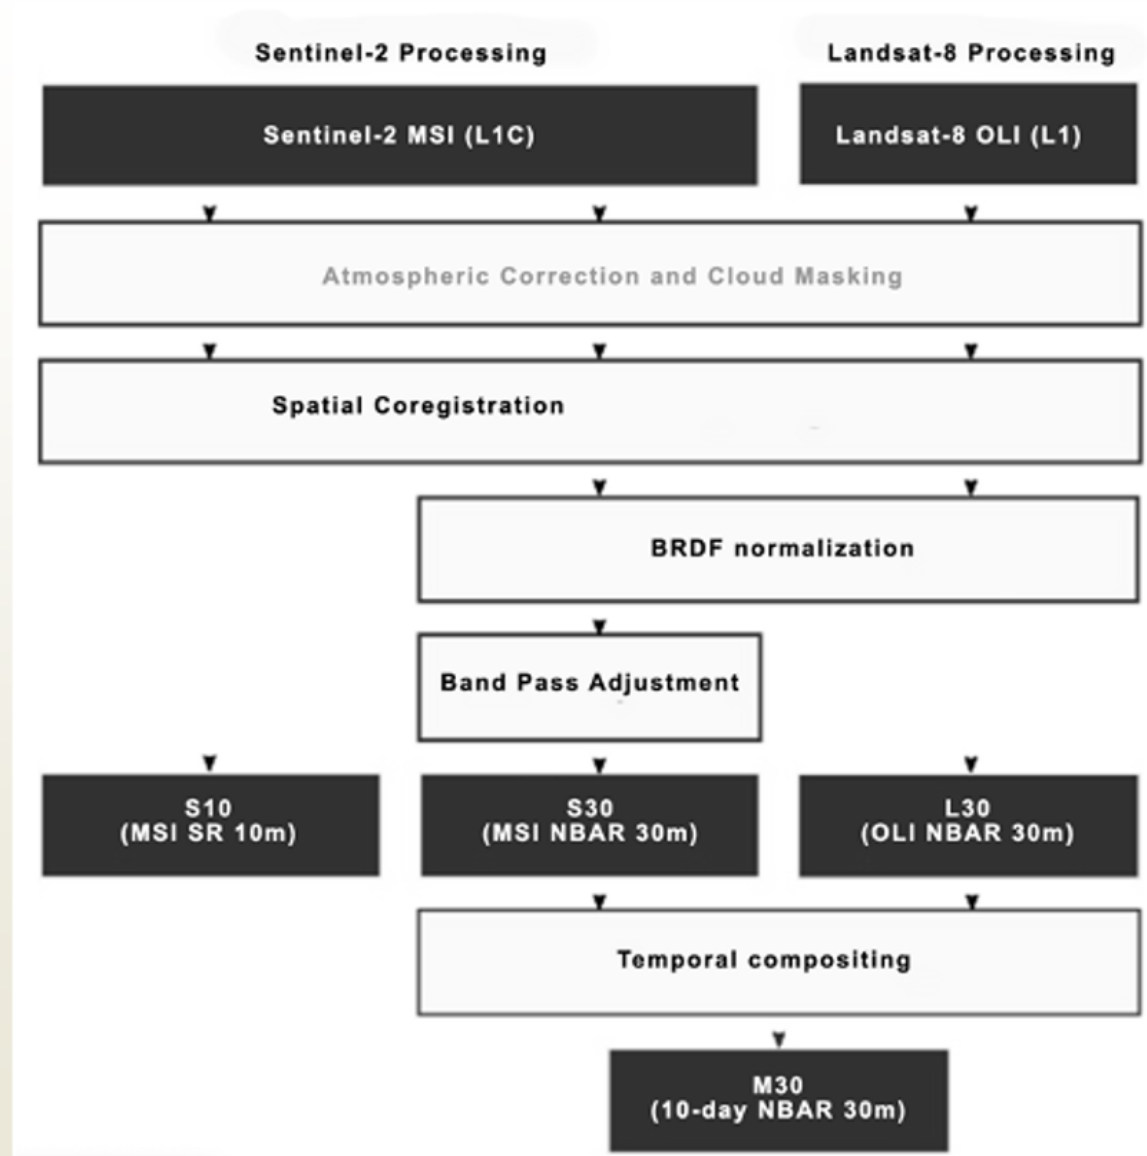 Sentinel-2 Processing
Landsat-8 Processing
Sentinel-2 MSI (L1C)
Landsat-8 OLI (L1)
Atmospheric Correction and Cloud Masking
Spatial Coregistration
BRDF normalization
Band Pass Adjustment
S10
(MSI SR 10m)
S30
(MSI NBAR 30m)
L30
(OLI NBAR 30m)
Temporal compositing
M30
(10-day NBAR 30m)